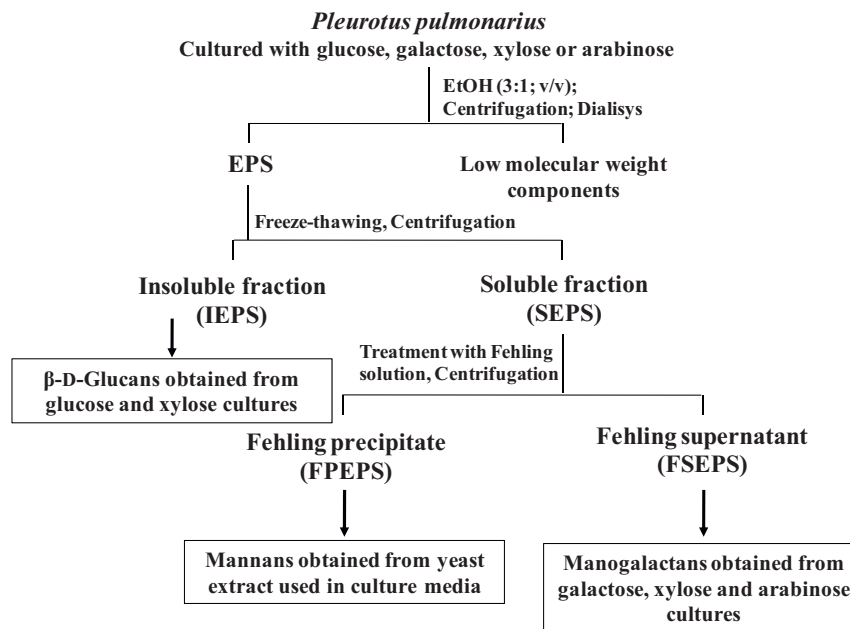 Pleurotus pulmonarius
Cultured with glucose, galactose, xylose or arabinose
EtOH (3:1; v/v);
Centrifugation; Dialisys
EPS
Low molecular weight
components
Freeze-thawing, Centrifugation
Insoluble fraction
(IEPS)
Soluble fraction
(SEPS)
β-D-Glucans obtained from
glucose and xylose cultures
Treatment with Fehling
solution, Centrifugation
Fehling precipitate
(FPEPS)
Fehling supernatant
(FSEPS)
Mannans obtained from yeast
extract used in culture media
Manogalactans obtained from
galactose, xylose and arabinose
cultures